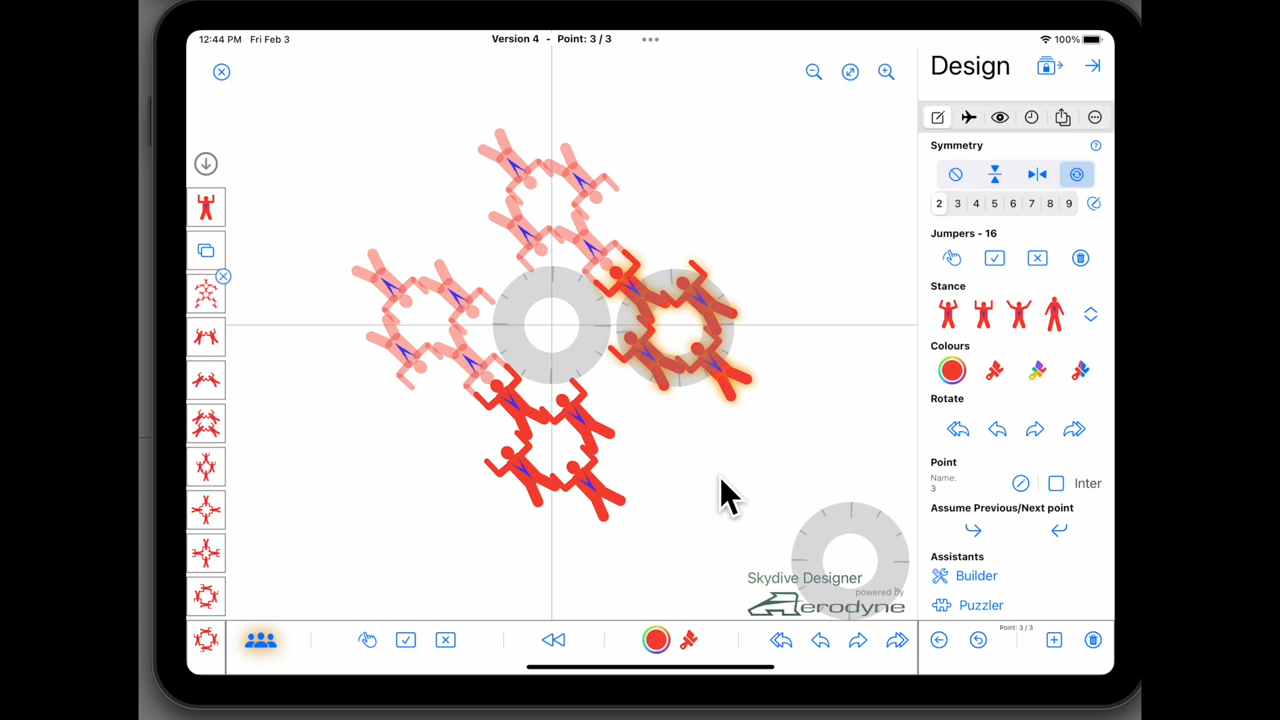 12:44 PM Fri Feb 3
Version 4 - Point: 3 / 3
100%
Design
Symmetry
2 3 4 5 6 7 8 9
Jumpers - 16
Stance
Colours
Rotate
Point
Name:
3
Inter
Assume Previous/Next point
Assistants
Builder
Puzzler
Skydive Designer
powered by
Aerodyne
Point: 3 / 3